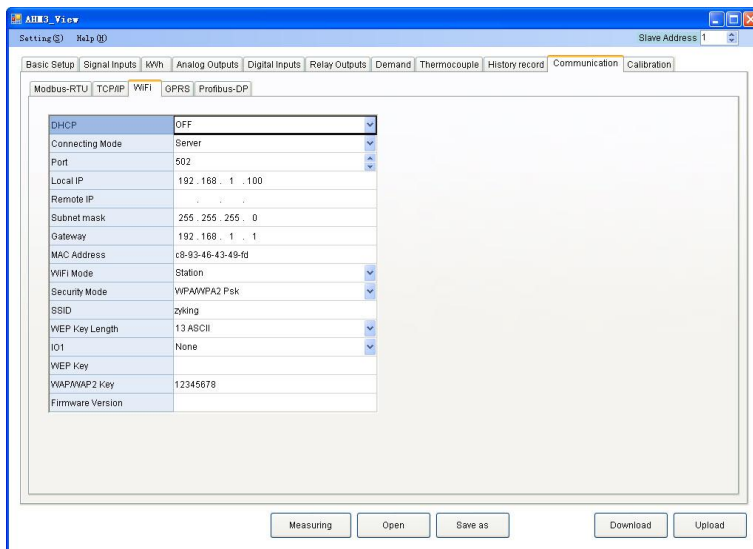 AHM3_View
Setting(S) Help(H) Slave Address 1
Basic Setup Signal Inputs kWh Analog Outputs Digital Inputs Relay Outputs Demand Thermocouple History record Communication Calibration
Modbus-RTU TCP/IP WiFi GPRS Profibus-DP
DHCP OFF
Connecting Mode Server
Port 502
Local IP 192 . 168 . 1 . 100
Remote IP . . .
Subnet mask 255 . 255 . 255 . 0
Gateway 192 . 168 . 1 . 1
MAC Address c8-93-46-43-49-fd
WiFi Mode Station
Security Mode WPA/WPA2 Psk
SSID zyking
WEP Key Length 13 ASCII
IO1 None
WEP Key
WAP/WAP2 Key 12345678
Firmware Version
Measuring Open Save as Download Upload